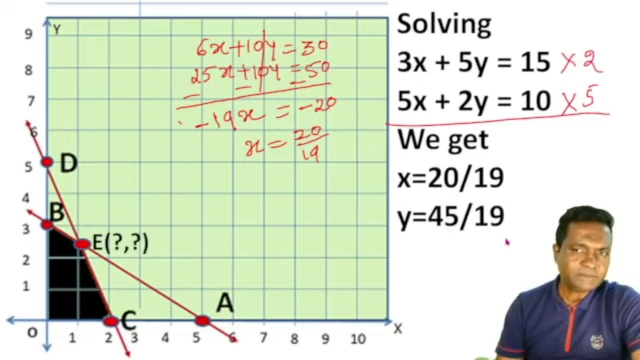 Solving
3x + 5y = 15 ×2
5x + 2y = 10 ×5
We get
x=20/19
y=45/19
6x+10y=30
25x+10y=50
− − −
-19x = -20
x = 20/19
Y
9
8
7
6
5
4
3
2
1
O
1 2 3 4 5 6 7 8 9 10
X
D
B
E(?,?)
A
C